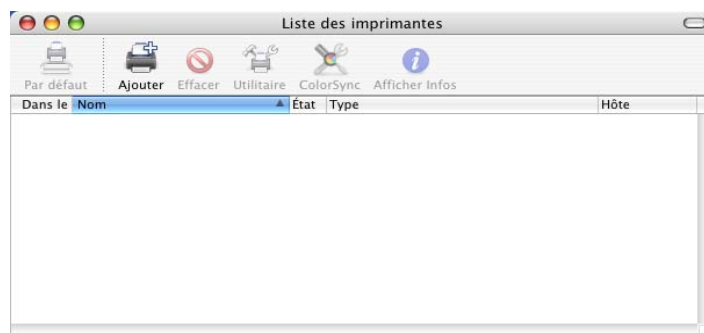 Liste des imprimantes
Par défaut Ajouter Effacer Utilitaire ColorSync Afficher Infos
Dans le Nom État Type Hôte